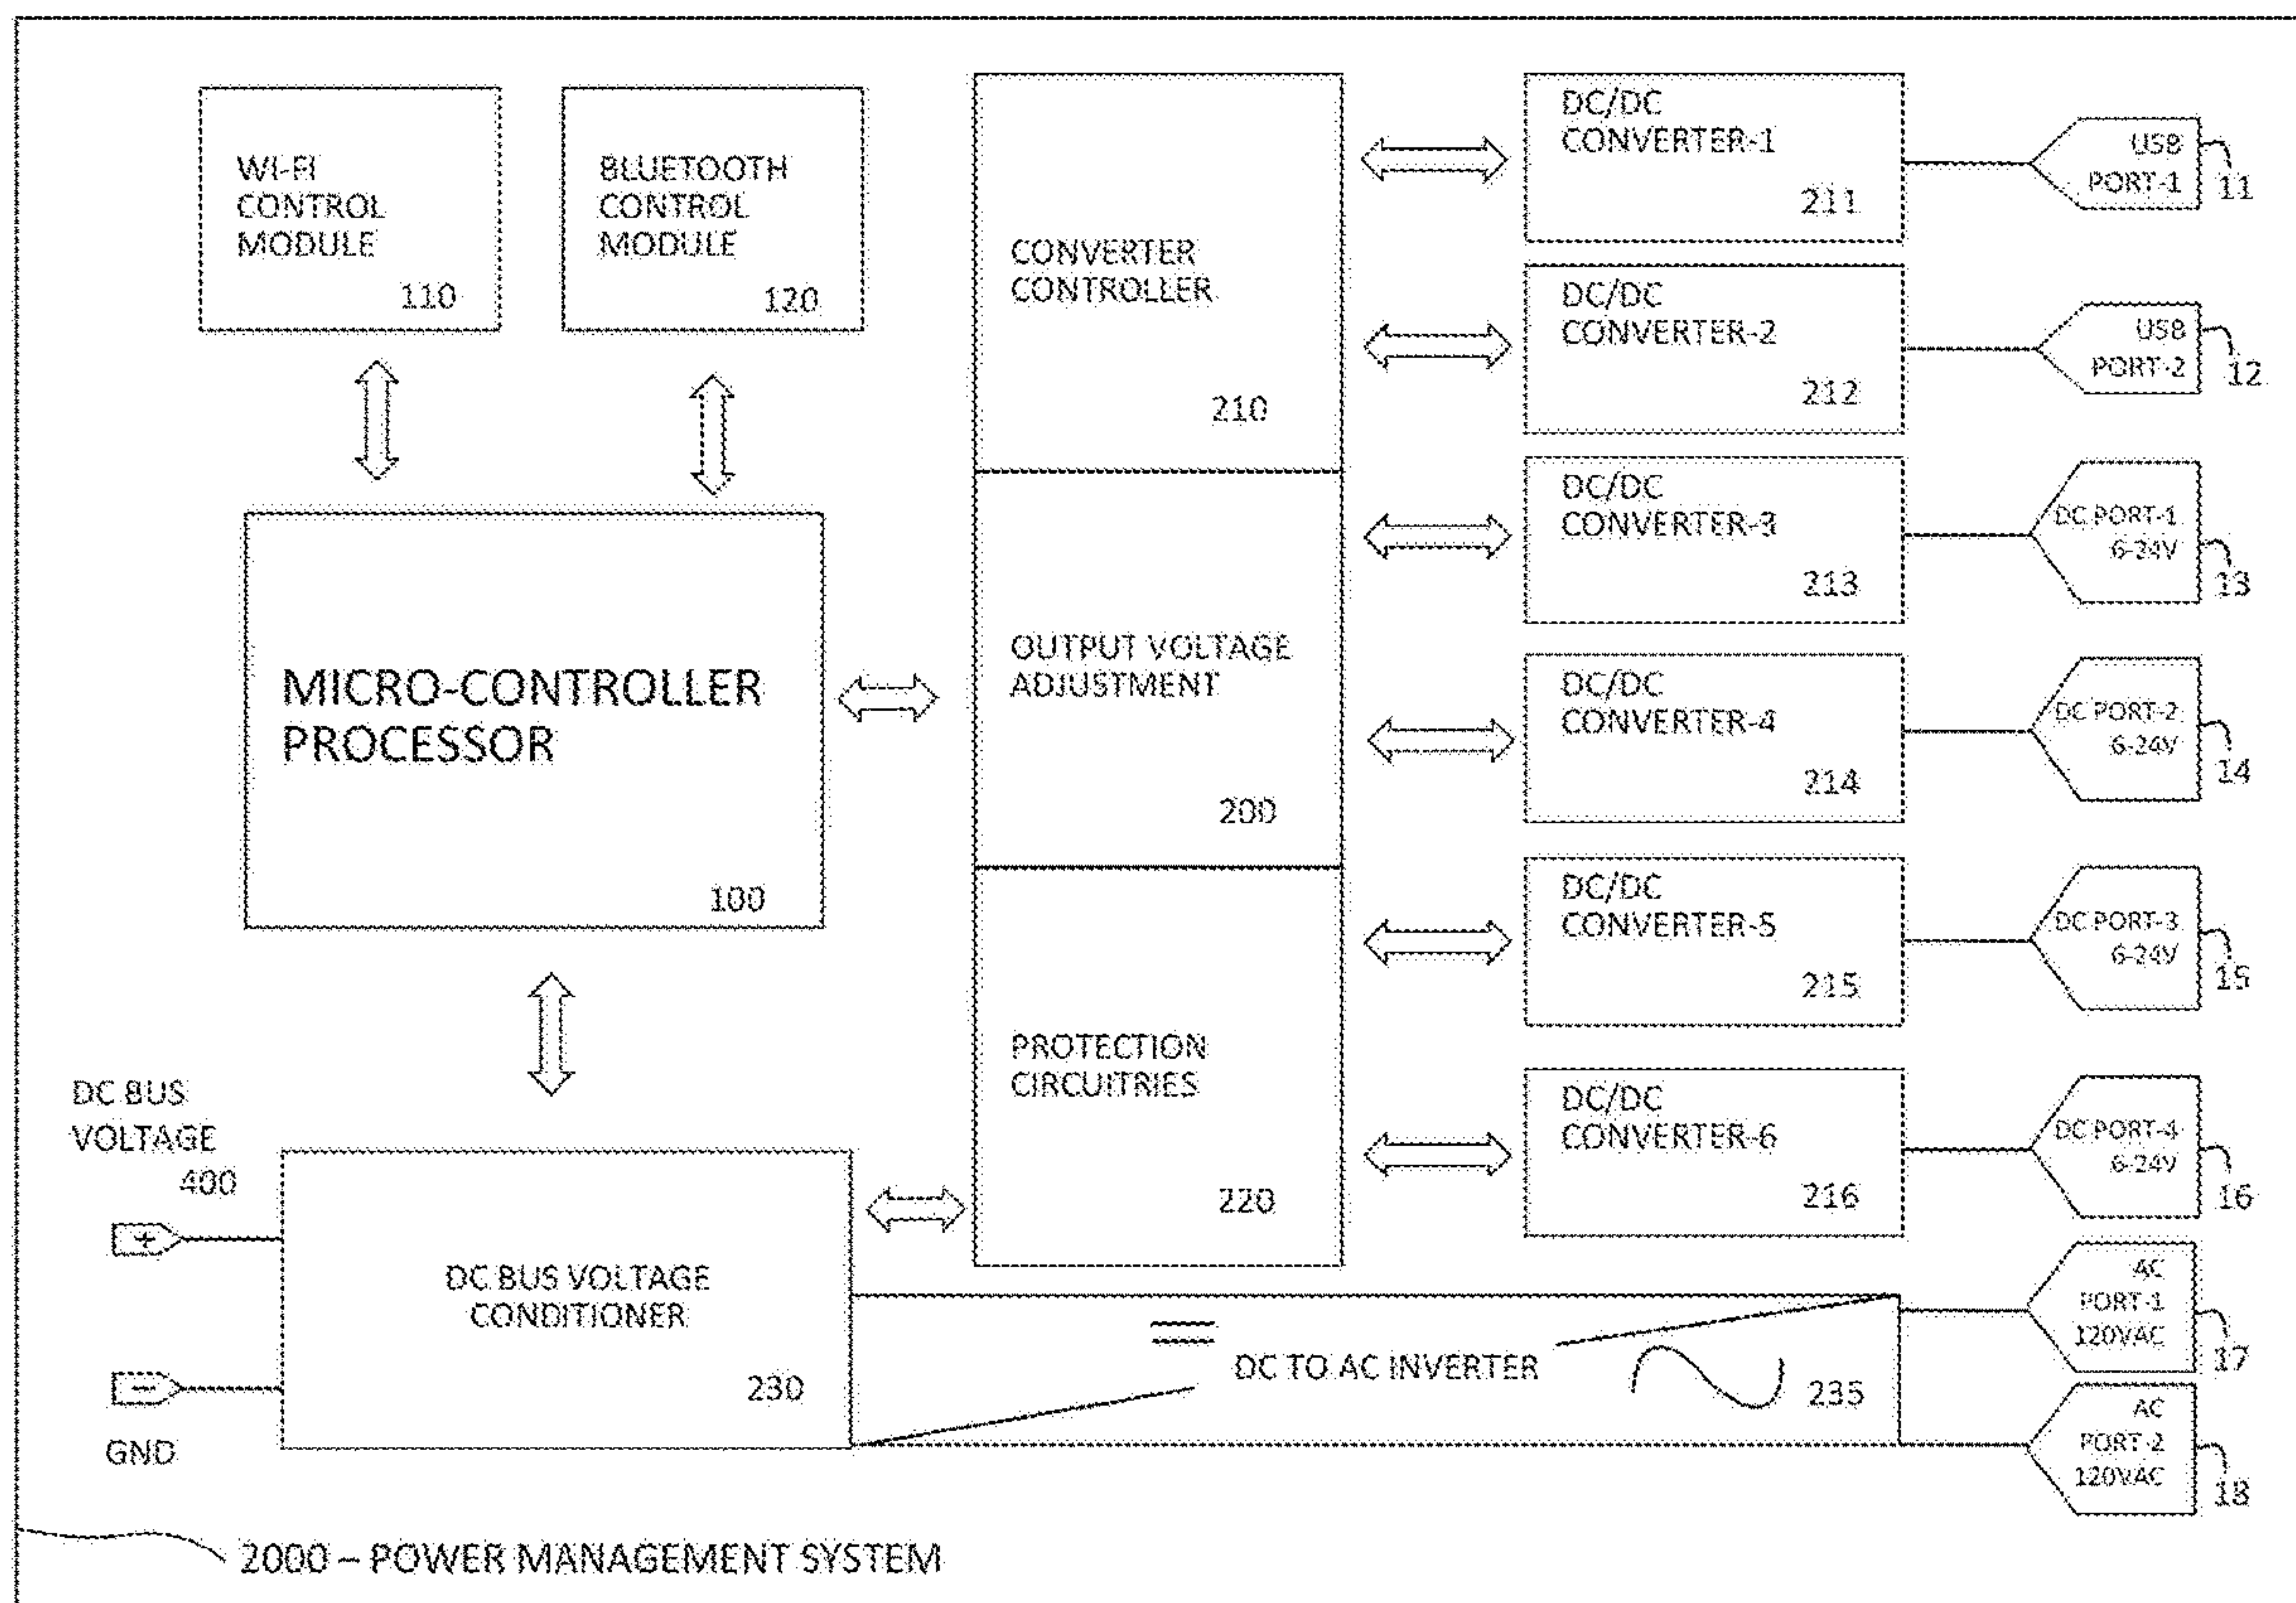 WI-FI
CONTROL
MODULE
110
BLUETOOTH
CONTROL
MODULE
120
CONVERTER
CONTROLLER
210
DC/DC
CONVERTER-1
211
USB
PORT-1
11
DC/DC
CONVERTER-2
212
USB
PORT-2
12
DC/DC
CONVERTER-3
213
DC PORT-1
6-24V
13
MICRO-CONTROLLER
PROCESSOR
100
OUTPUT VOLTAGE
ADJUSTMENT
200
DC/DC
CONVERTER-4
214
DC PORT-2
6-24V
14
DC/DC
CONVERTER-5
215
DC PORT-3
6-24V
15
PROTECTION
CIRCUITRIES
220
DC/DC
CONVERTER-6
216
DC PORT-4
6-24V
16
DC BUS
VOLTAGE
400
+
−
GND
DC BUS VOLTAGE
CONDITIONER
230
DC TO AC INVERTER
235
AC
PORT-1
120VAC
17
AC
PORT-2
120VAC
18
2000 – POWER MANAGEMENT SYSTEM